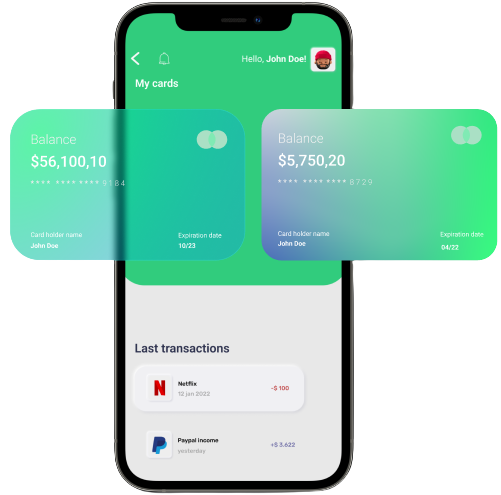 Hello, John Doe!
My cards
Balance
$56,100,10
**** **** **** 9184
Card holder name
John Doe
Expiration date
10/23
Balance
$5,750,20
**** **** **** 8729
Card holder name
John Doe
Expiration date
04/22
Last transactions
N Netflix -$ 100
12 jan 2022
Paypal income +$ 3.622
yesterday